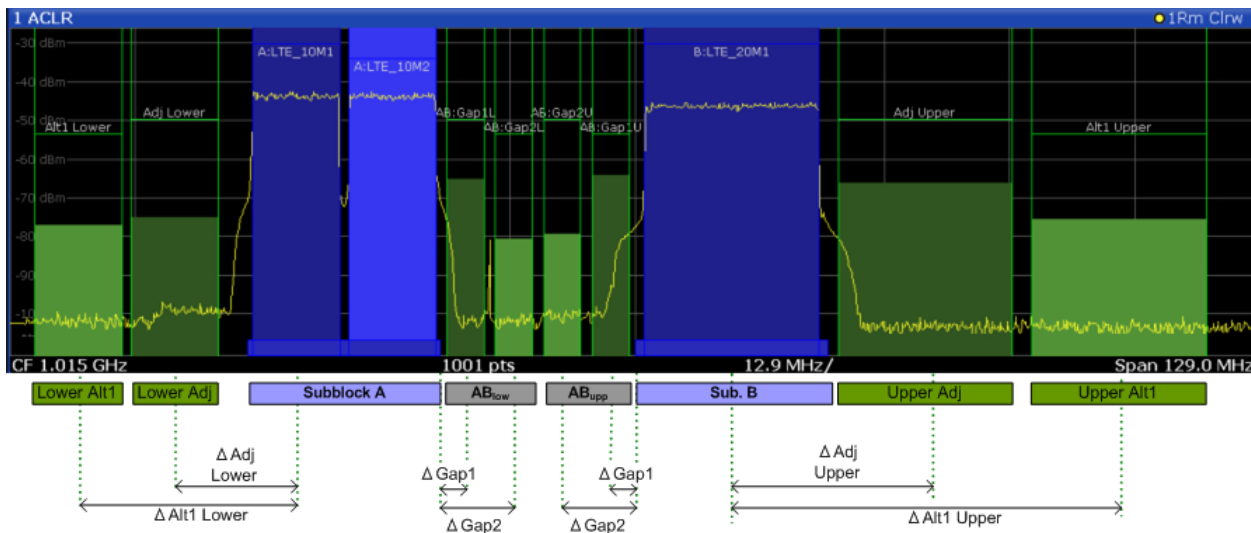 1 ACLR
1Rm Clrw
-30 dBm
A:LTE_10M1
B:LTE_20M1
A:LTE_10M2
-40 dBm
Adj Lower
AB:Gap1L
AB:Gap2U
Adj Upper
-50 dBm
Alt1 Lower
AB:Gap2L
AB:Gap1U
Alt1 Upper
-60 dBm
-70 dBm
-80 dBm
-90 dBm
CF 1.015 GHz
1001 pts
12.9 MHz/
Span 129.0 MHz
Lower Alt1
Lower Adj
Subblock A
ABlow
ABupp
Sub. B
Upper Adj
Upper Alt1
Δ Adj
Lower
Δ Gap1
Δ Gap1
Δ Adj
Upper
Δ Alt1 Lower
Δ Gap2
Δ Gap2
Δ Alt1 Upper